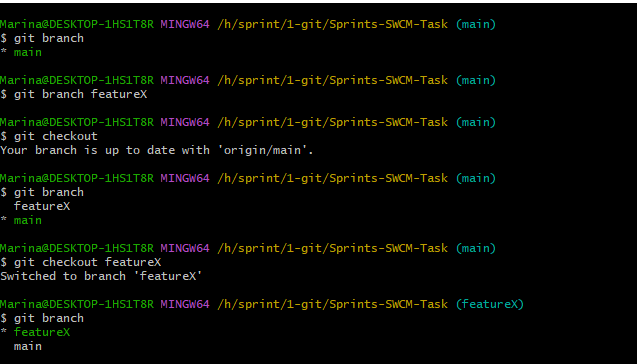 Marina@DESKTOP-1HS1T8R MINGW64 /h/sprint/1-git/Sprints-SWCM-Task (main)
$ git branch
* main
Marina@DESKTOP-1HS1T8R MINGW64 /h/sprint/1-git/Sprints-SWCM-Task (main)
$ git branch featureX
Marina@DESKTOP-1HS1T8R MINGW64 /h/sprint/1-git/Sprints-SWCM-Task (main)
$ git checkout
Your branch is up to date with 'origin/main'.
Marina@DESKTOP-1HS1T8R MINGW64 /h/sprint/1-git/Sprints-SWCM-Task (main)
$ git branch
  featureX
* main
Marina@DESKTOP-1HS1T8R MINGW64 /h/sprint/1-git/Sprints-SWCM-Task (main)
$ git checkout featureX
Switched to branch 'featureX'
Marina@DESKTOP-1HS1T8R MINGW64 /h/sprint/1-git/Sprints-SWCM-Task (featureX)
$ git branch
* featureX
  main